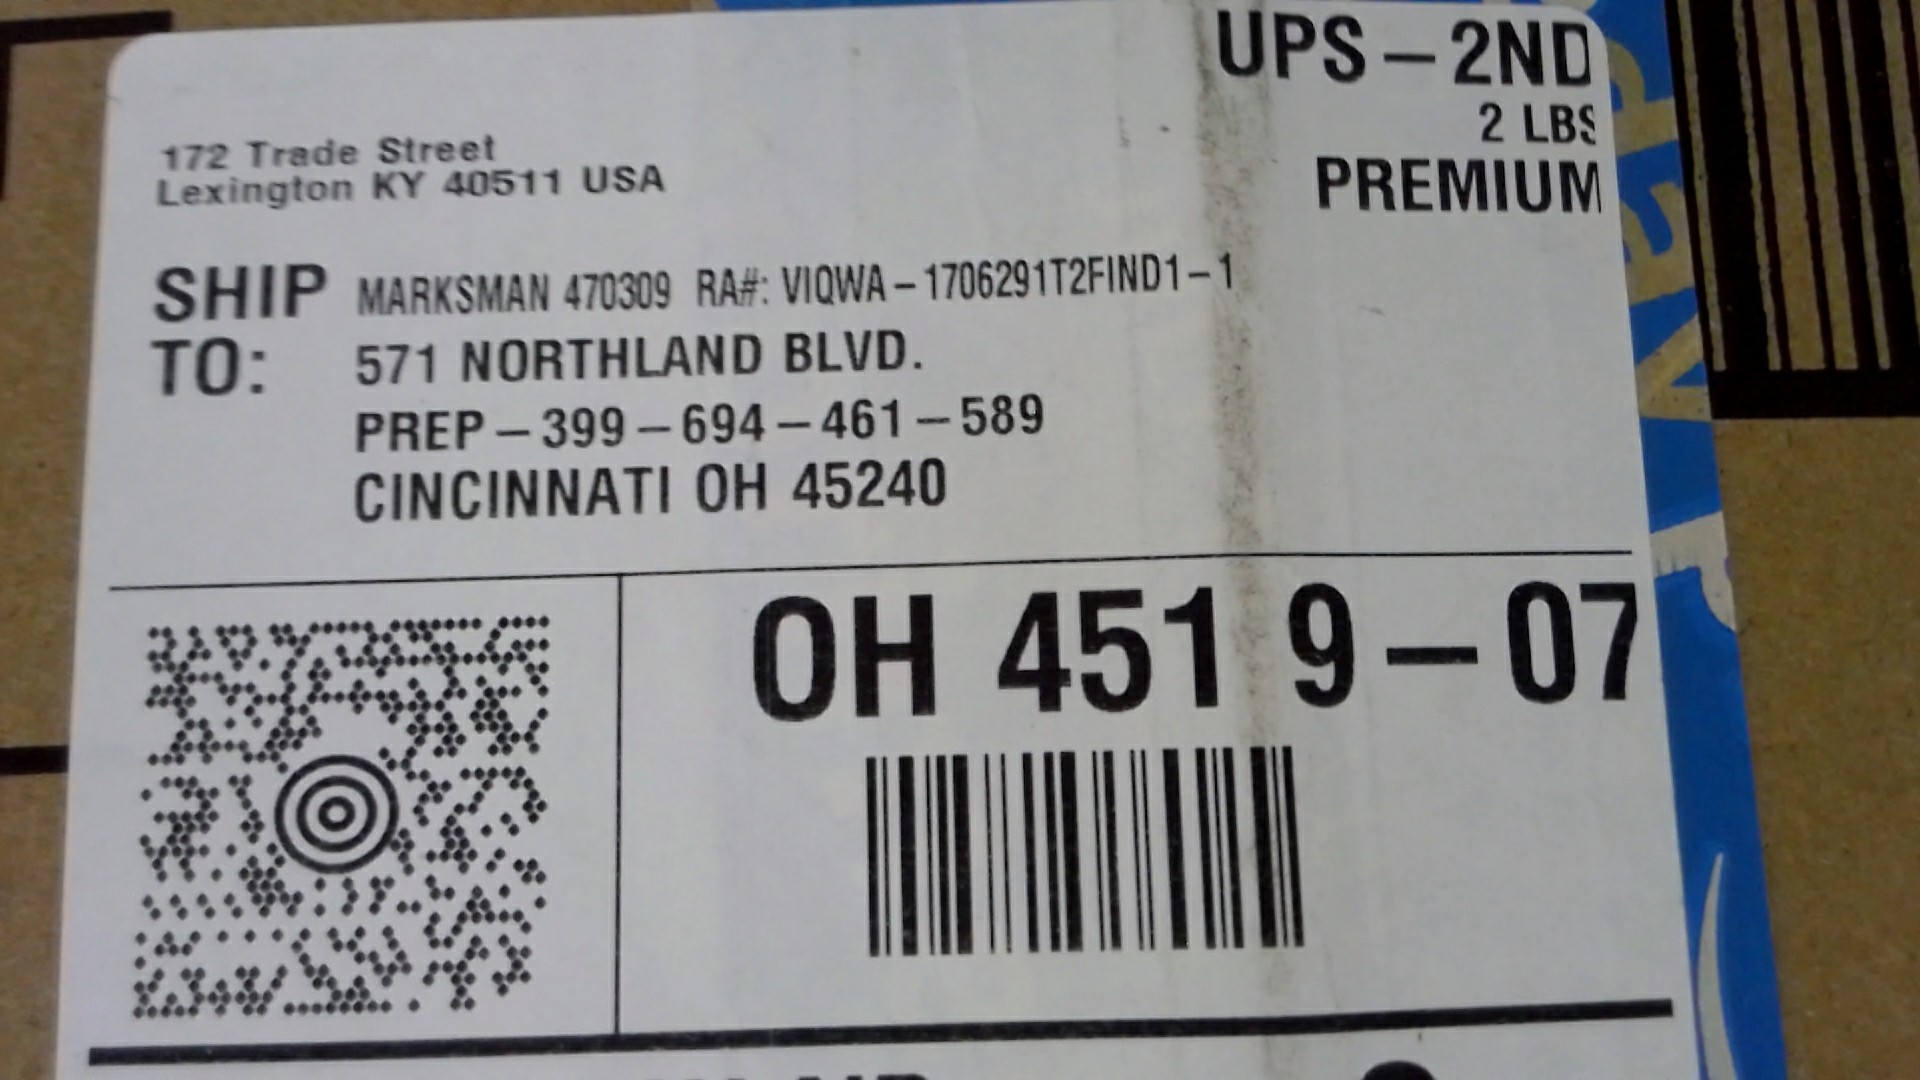 UPS – 2ND
2 LBS
PREMIUM
172 Trade Street
Lexington KY 40511 USA
SHIP TO:
MARKSMAN 470309 RA#: VIQWA – 1706291T2FIND1 – 1
571 NORTHLAND BLVD.
PREP – 399 – 694 – 461 – 589
CINCINNATI OH 45240
OH 451 9 – 07